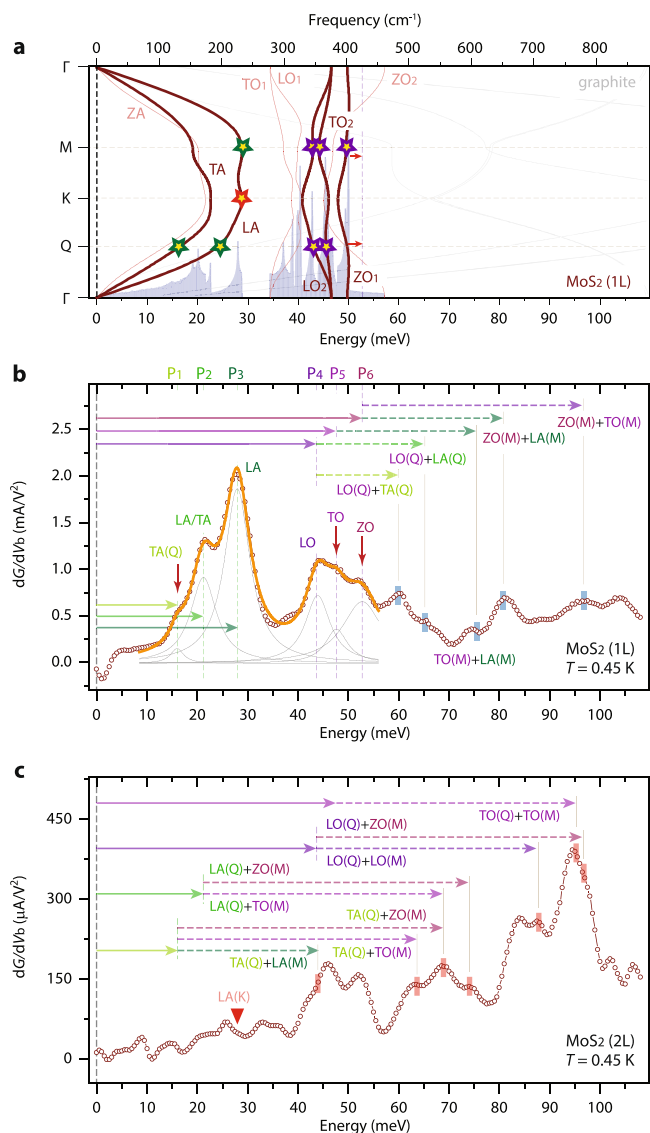 Frequency (cm-1)
a
0 100 200 300 400 500 600 700 800
Γ
TO1 LO1 ZO2
graphite
ZA
TO2
M
TA
K
LA
Q
LO2 ZO1 MoS2 (1L)
Γ
0 10 20 30 40 50 60 70 80 90 100
Energy (meV)
b
P1 P2 P3 P4 P5 P6
dG/dVb (mA/V2)
2.5
2.0
1.5
1.0
0.5
0.0
ZO(M)+TO(M)
ZO(M)+LA(M)
LO(Q)+LA(Q)
LA
LO(Q)+TA(Q)
LA/TA
TO
LO
ZO
TA(Q)
TO(M)+LA(M)
MoS2 (1L)
T = 0.45 K
0 10 20 30 40 50 60 70 80 90 100
Energy (meV)
c
dG/dVb (μA/V2)
450
300
150
0
TO(Q)+TO(M)
LO(Q)+ZO(M)
LO(Q)+LO(M)
LA(Q)+ZO(M)
LA(Q)+TO(M)
TA(Q)+ZO(M)
TA(Q)+TO(M)
TA(Q)+LA(M)
LA(K)
MoS2 (2L)
T = 0.45 K
0 10 20 30 40 50 60 70 80 90 100
Energy (meV)